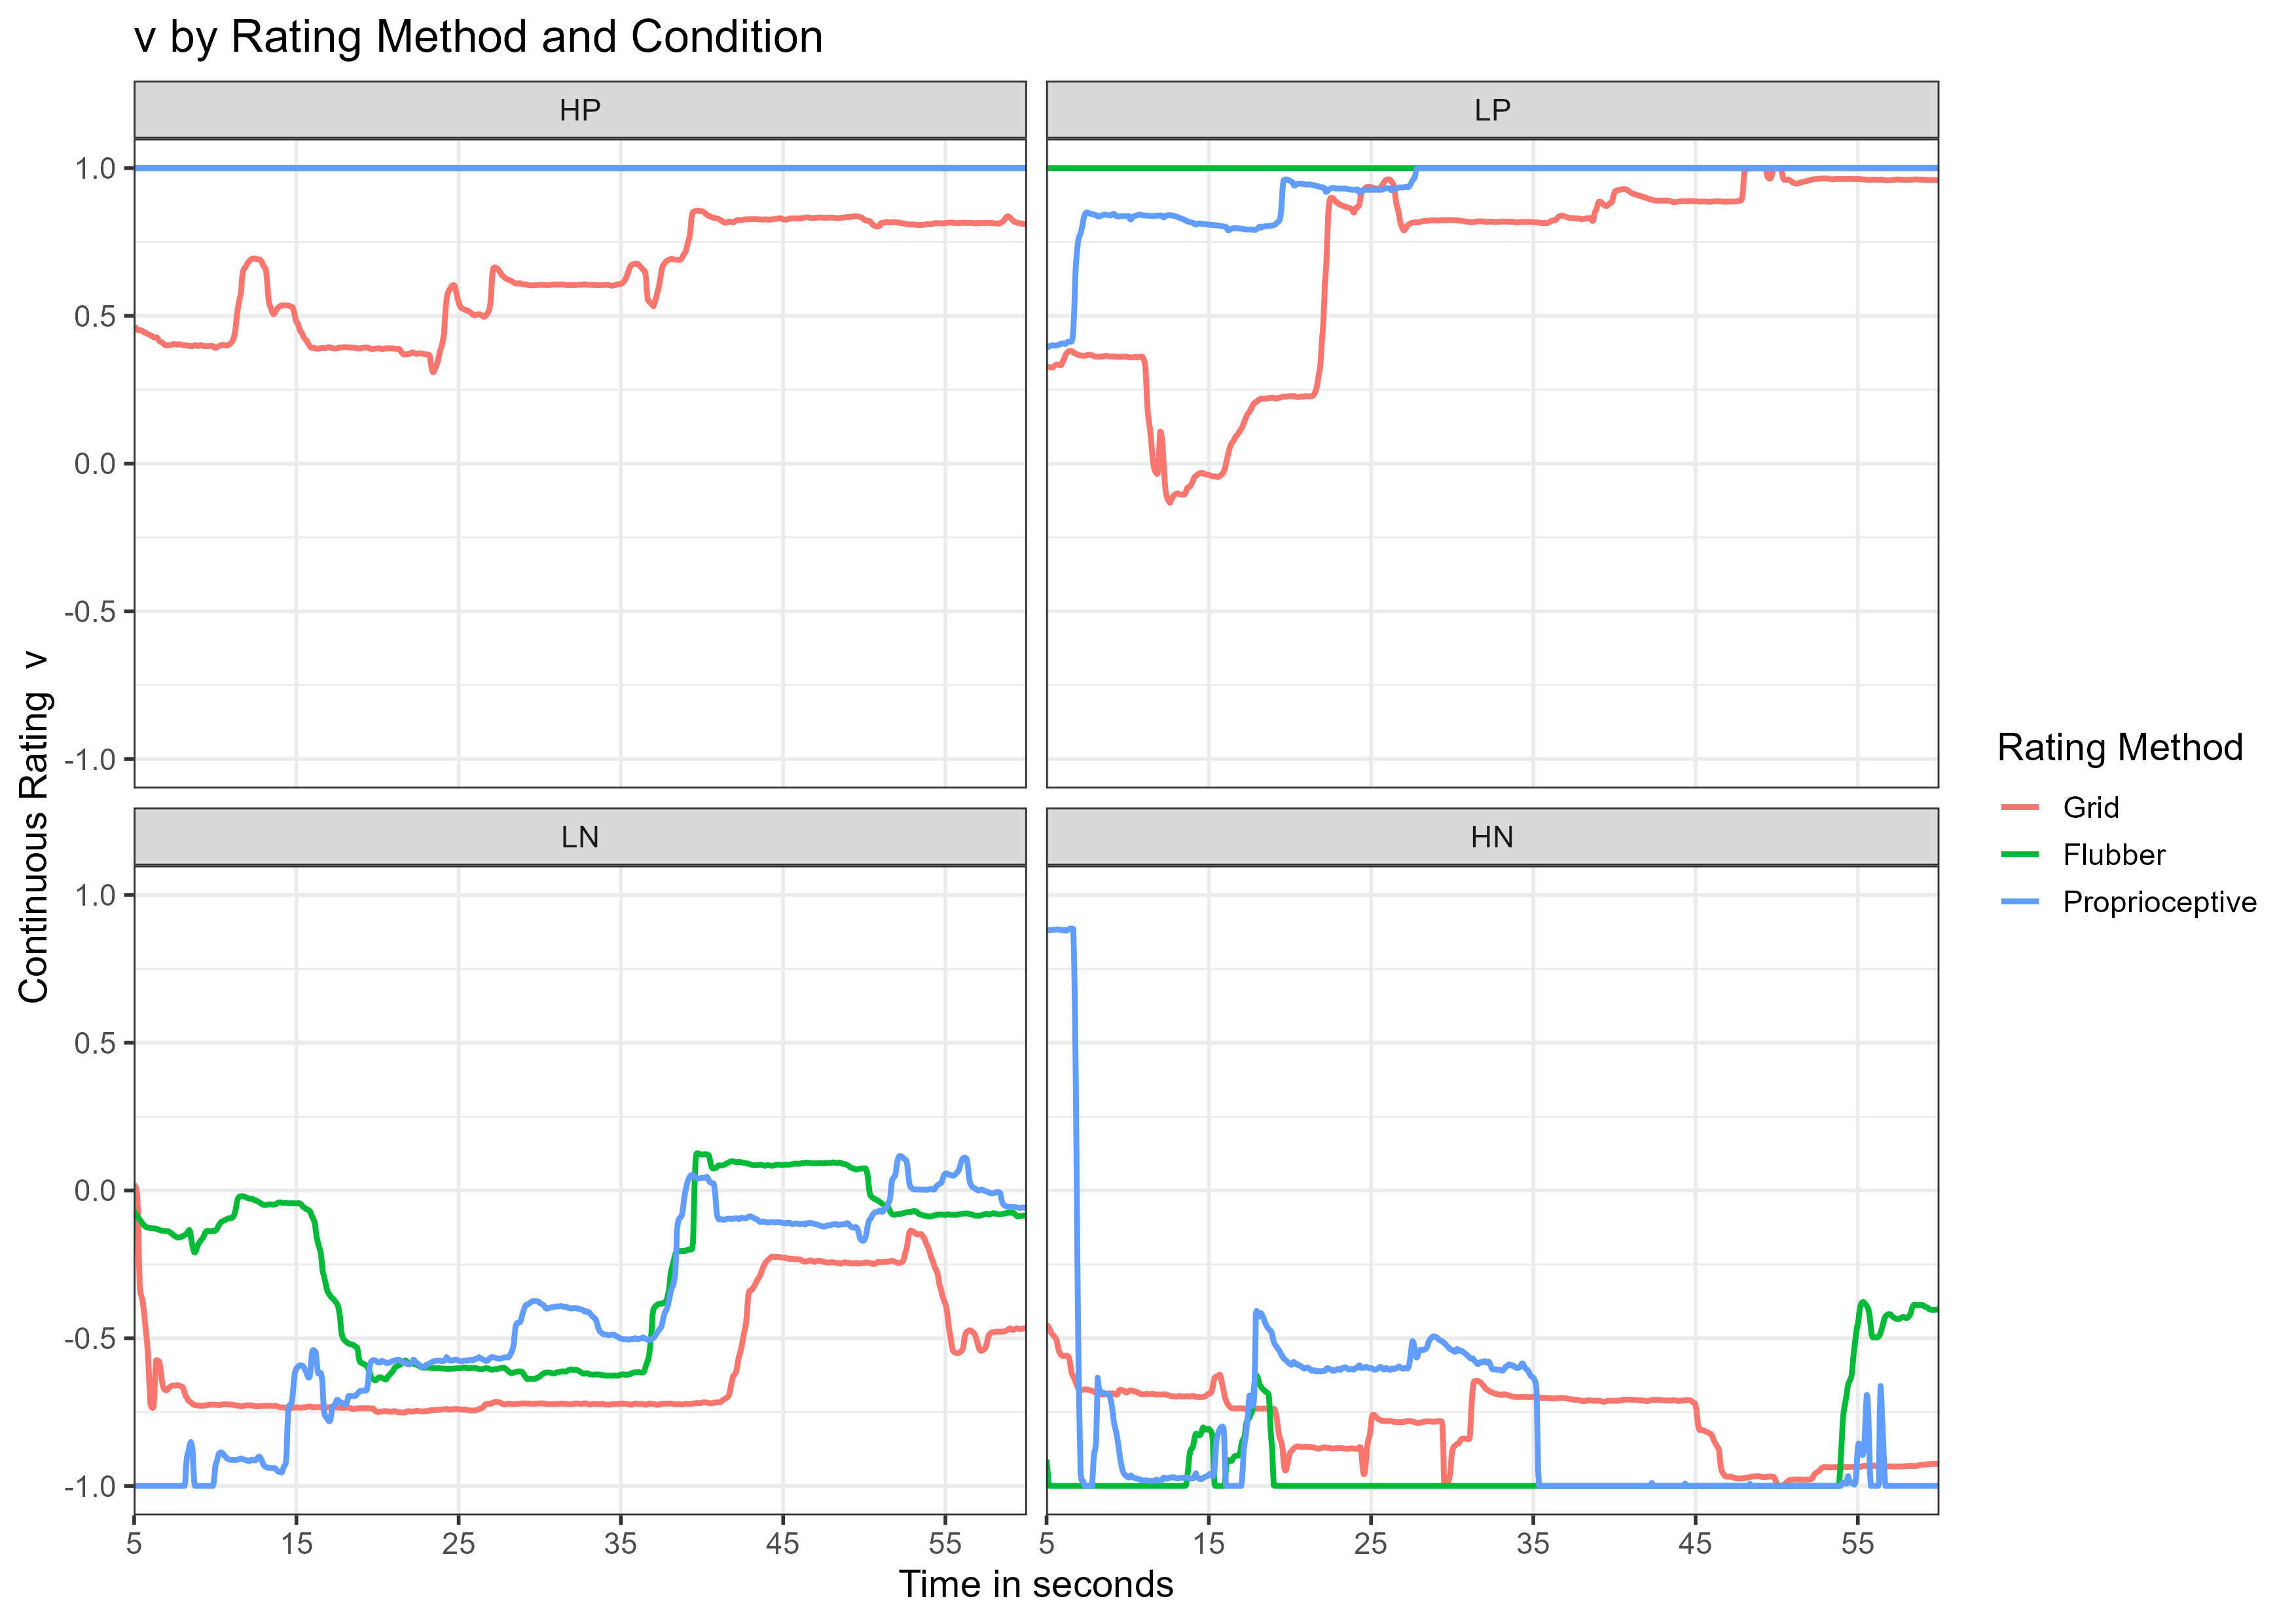 v by Rating Method and Condition
HP
LP
1.0
0.5
0.0
-0.5
-1.0
LN
HN
1.0
0.5
0.0
-0.5
-1.0
5 15 25 35 45 55
5 15 25 35 45 55
Time in seconds
Continuous Rating v
Rating Method
Grid
Flubber
Proprioceptive